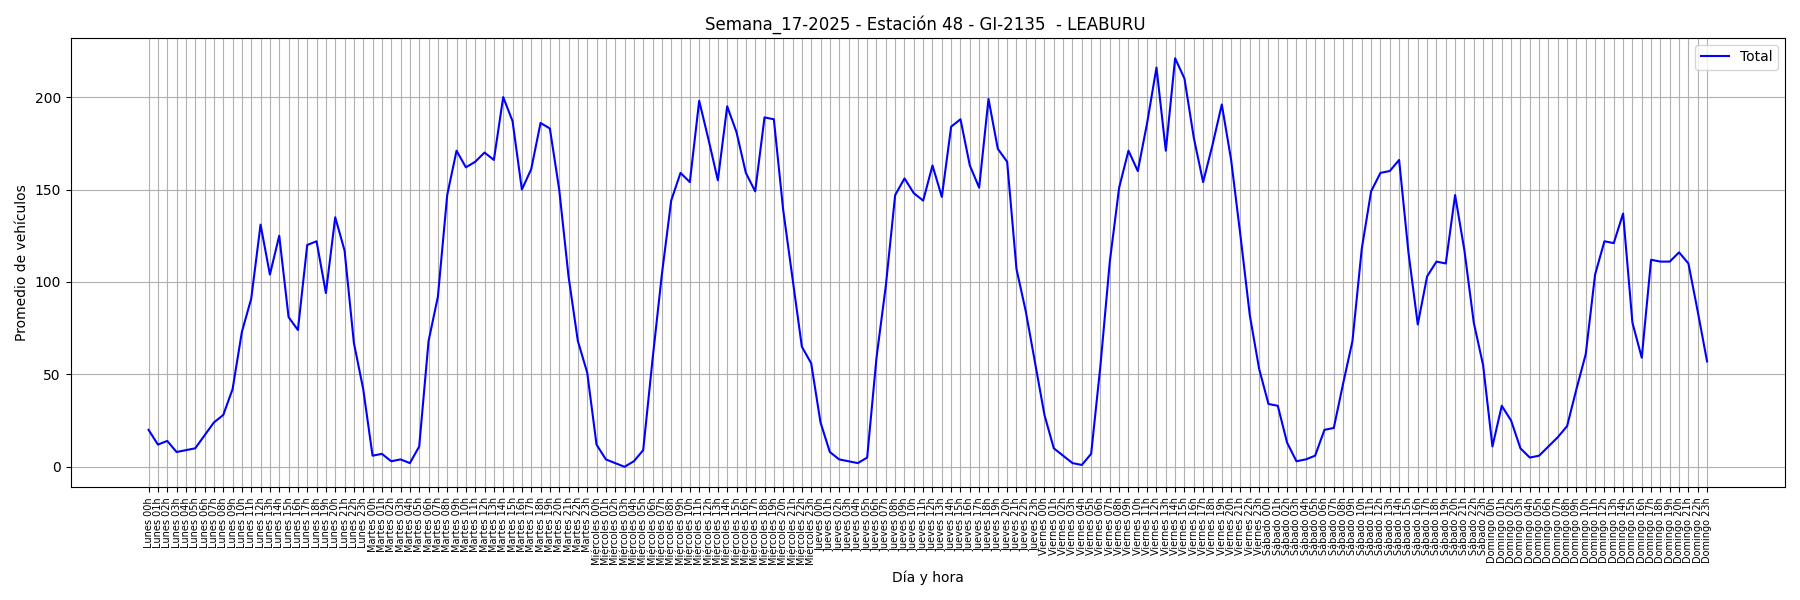 Semana_17-2025 - Estación 48 - GI-2135  - LEABURU
Total
Promedio de vehículos
200
150
100
50
0
Lunes 00h
Lunes 01h
Lunes 02h
Lunes 03h
Lunes 04h
Lunes 05h
Lunes 06h
Lunes 07h
Lunes 08h
Lunes 09h
Lunes 10h
Lunes 11h
Lunes 12h
Lunes 13h
Lunes 14h
Lunes 15h
Lunes 16h
Lunes 17h
Lunes 18h
Lunes 19h
Lunes 20h
Lunes 21h
Lunes 22h
Lunes 23h
Martes 00h
Martes 01h
Martes 02h
Martes 03h
Martes 04h
Martes 05h
Martes 06h
Martes 07h
Martes 08h
Martes 09h
Martes 10h
Martes 11h
Martes 12h
Martes 13h
Martes 14h
Martes 15h
Martes 16h
Martes 17h
Martes 18h
Martes 19h
Martes 20h
Martes 21h
Martes 22h
Martes 23h
Miércoles 00h
Miércoles 01h
Miércoles 02h
Miércoles 03h
Miércoles 04h
Miércoles 05h
Miércoles 06h
Miércoles 07h
Miércoles 08h
Miércoles 09h
Miércoles 10h
Miércoles 11h
Miércoles 12h
Miércoles 13h
Miércoles 14h
Miércoles 15h
Miércoles 16h
Miércoles 17h
Miércoles 18h
Miércoles 19h
Miércoles 20h
Miércoles 21h
Miércoles 22h
Miércoles 23h
Jueves 00h
Jueves 01h
Jueves 02h
Jueves 03h
Jueves 04h
Jueves 05h
Jueves 06h
Jueves 07h
Jueves 08h
Jueves 09h
Jueves 10h
Jueves 11h
Jueves 12h
Jueves 13h
Jueves 14h
Jueves 15h
Jueves 16h
Jueves 17h
Jueves 18h
Jueves 19h
Jueves 20h
Jueves 21h
Jueves 22h
Jueves 23h
Viernes 00h
Viernes 01h
Viernes 02h
Viernes 03h
Viernes 04h
Viernes 05h
Viernes 06h
Viernes 07h
Viernes 08h
Viernes 09h
Viernes 10h
Viernes 11h
Viernes 12h
Viernes 13h
Viernes 14h
Viernes 15h
Viernes 16h
Viernes 17h
Viernes 18h
Viernes 19h
Viernes 20h
Viernes 21h
Viernes 22h
Viernes 23h
Sábado 00h
Sábado 01h
Sábado 02h
Sábado 03h
Sábado 04h
Sábado 05h
Sábado 06h
Sábado 07h
Sábado 08h
Sábado 09h
Sábado 10h
Sábado 11h
Sábado 12h
Sábado 13h
Sábado 14h
Sábado 15h
Sábado 16h
Sábado 17h
Sábado 18h
Sábado 19h
Sábado 20h
Sábado 21h
Sábado 22h
Sábado 23h
Domingo 00h
Domingo 01h
Domingo 02h
Domingo 03h
Domingo 04h
Domingo 05h
Domingo 06h
Domingo 07h
Domingo 08h
Domingo 09h
Domingo 10h
Domingo 11h
Domingo 12h
Domingo 13h
Domingo 14h
Domingo 15h
Domingo 16h
Domingo 17h
Domingo 18h
Domingo 19h
Domingo 20h
Domingo 21h
Domingo 22h
Domingo 23h
Día y hora